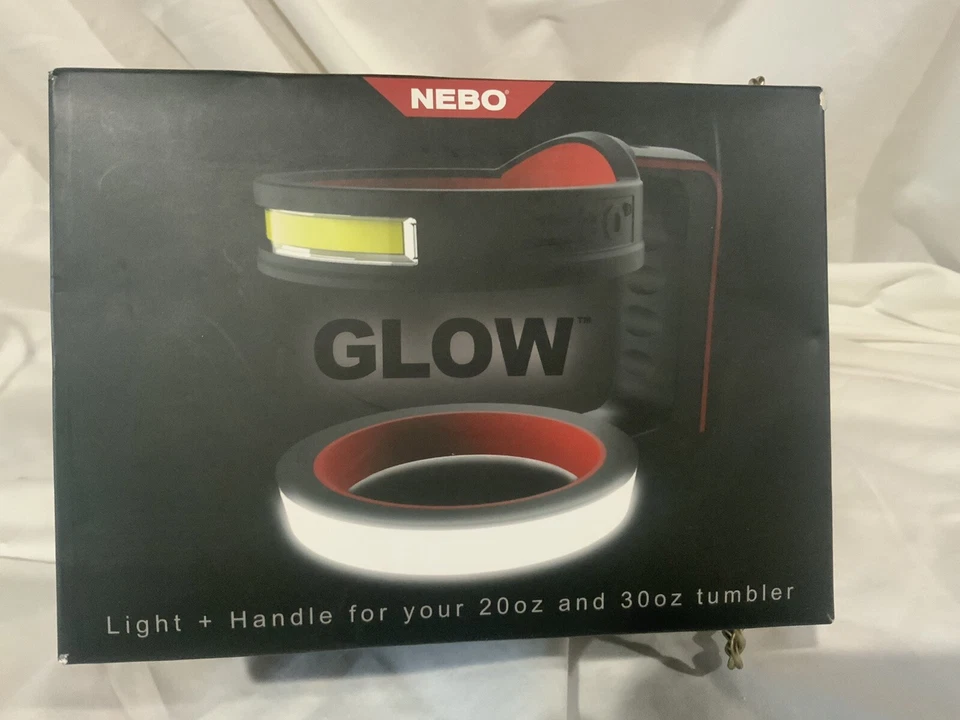 NEBO®
GLOW™
Light + Handle for your 20oz and 30oz tumbler